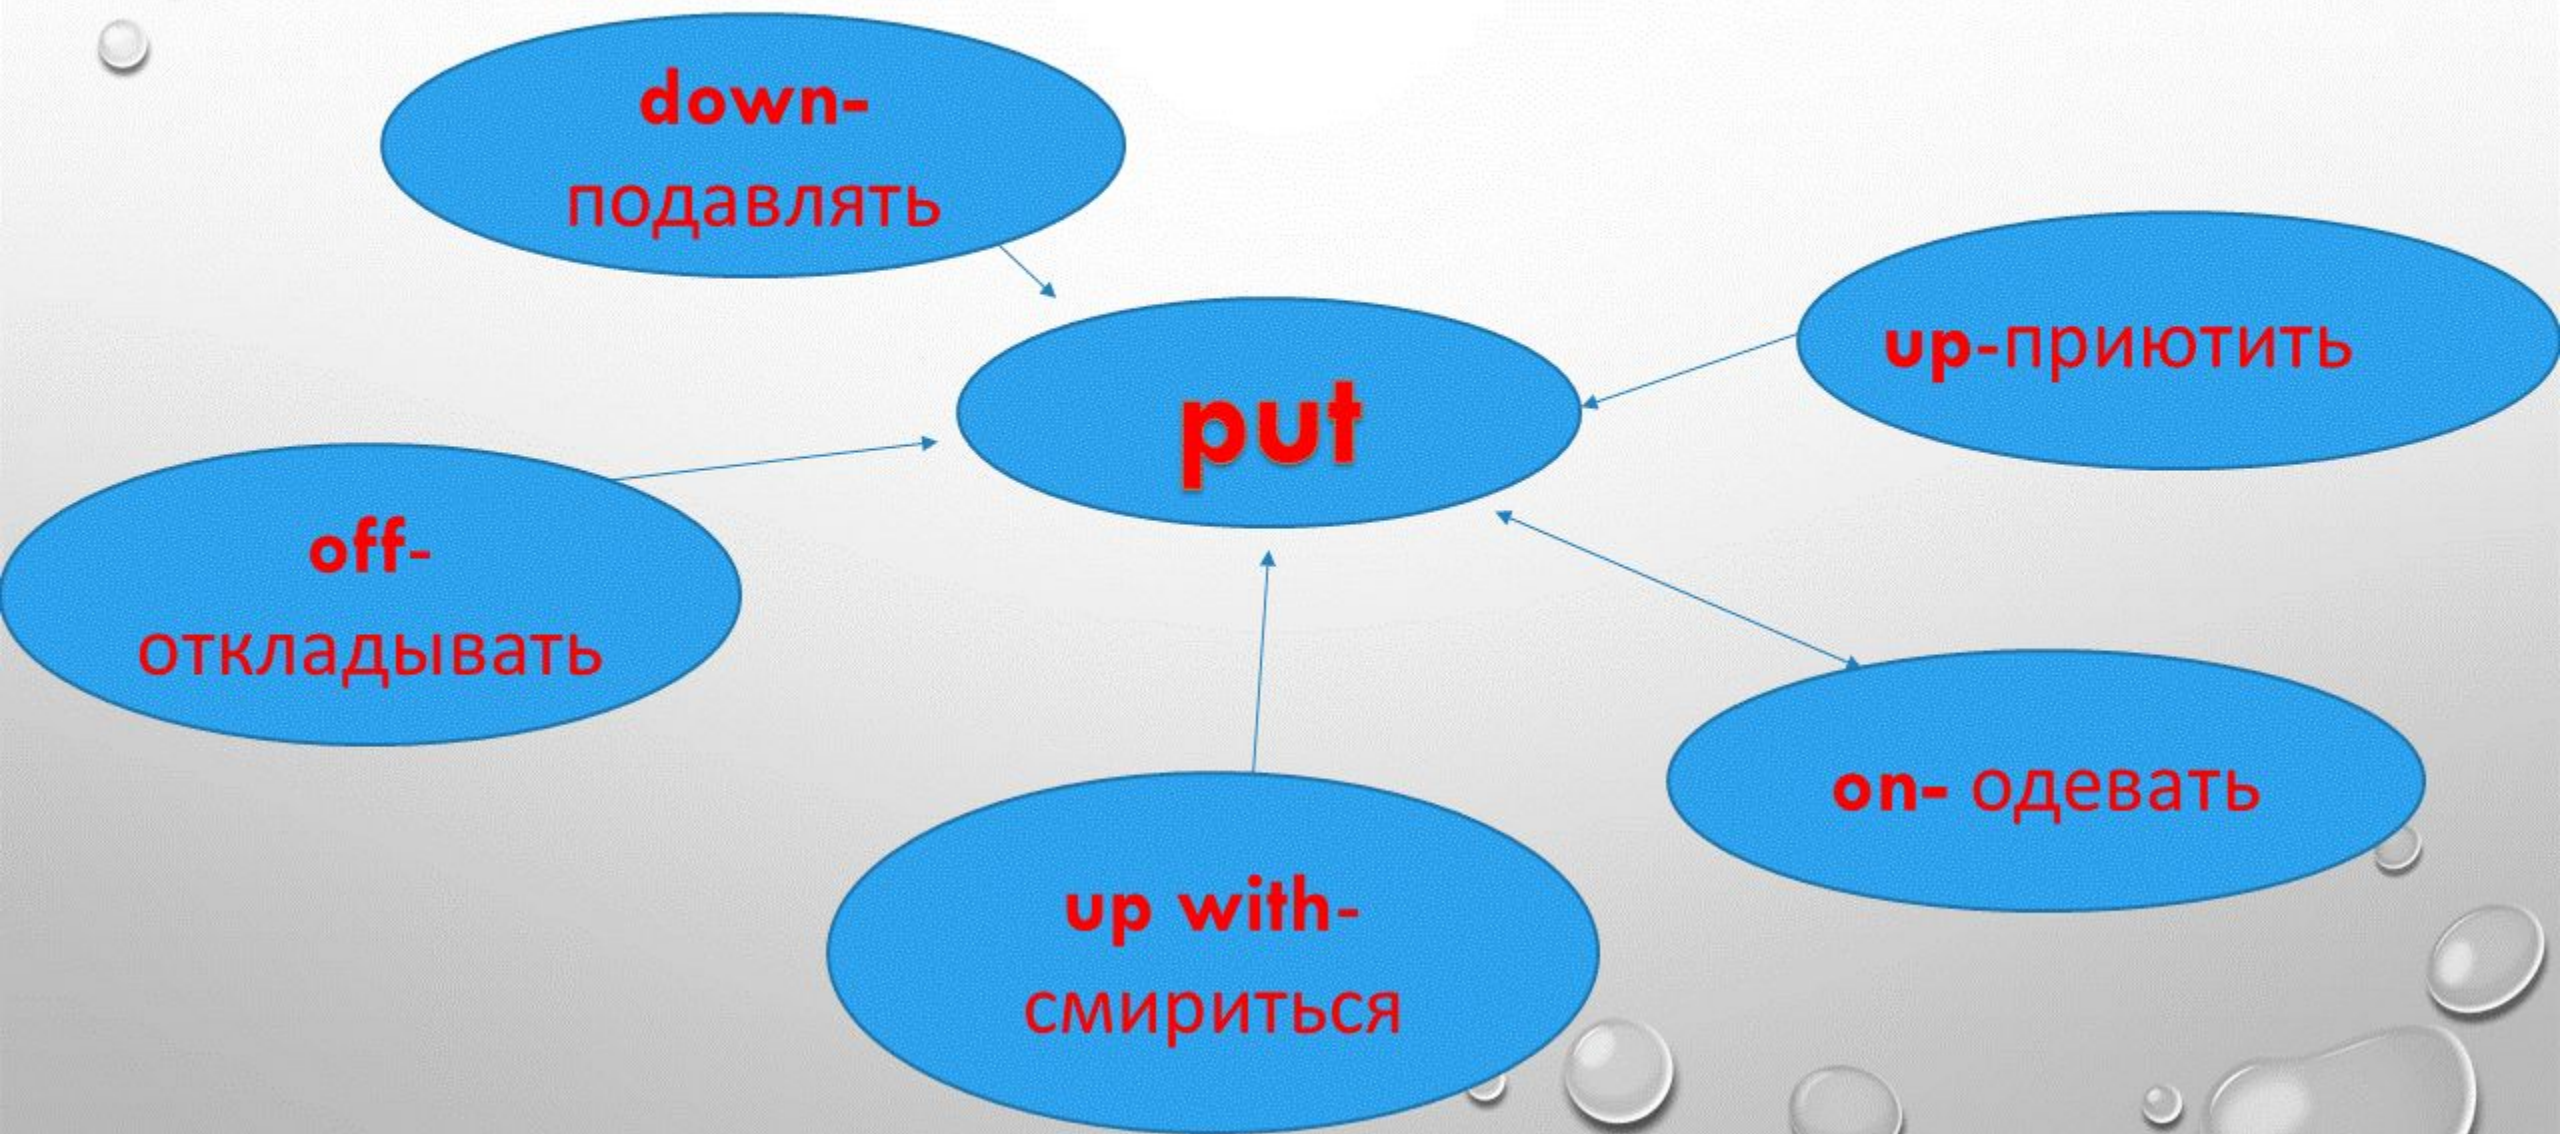 down-
подавлять
up-приютить
put
off-
откладывать
on- одевать
up with-
смириться